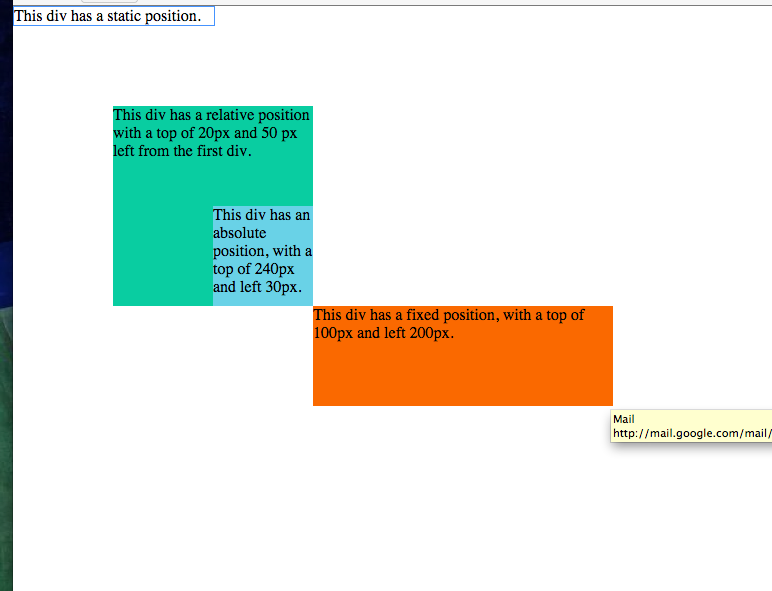 This div has a static position.
This div has a relative position
with a top of 20px and 50 px
left from the first div.
This div has an
absolute
position, with a
top of 240px
and left 30px.
This div has a fixed position, with a top of
100px and left 200px.
Mail
http://mail.google.com/mail/